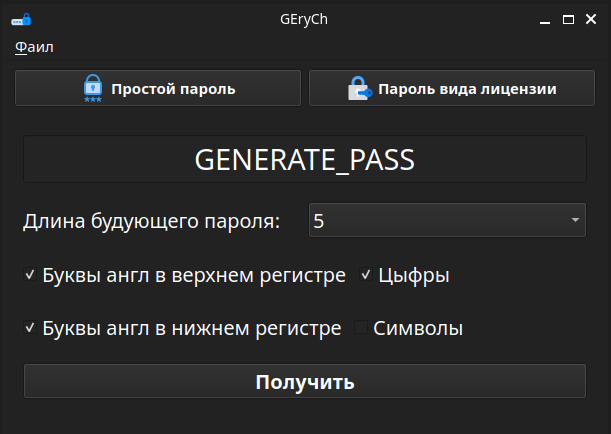 GEryCh
Фаил
Простой пароль
Пароль вида лицензии
GENERATE_PASS
Длина будующего пароля: 5
Буквы англ в верхнем регистре Цыфры
Буквы англ в нижнем регистре Символы
Получить